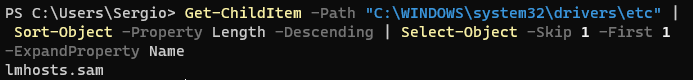 PS C:\Users\Sergio> Get-ChildItem -Path "C:\WINDOWS\system32\drivers\etc" |
Sort-Object -Property Length -Descending | Select-Object -Skip 1 -First 1
-ExpandProperty Name
lmhosts.sam